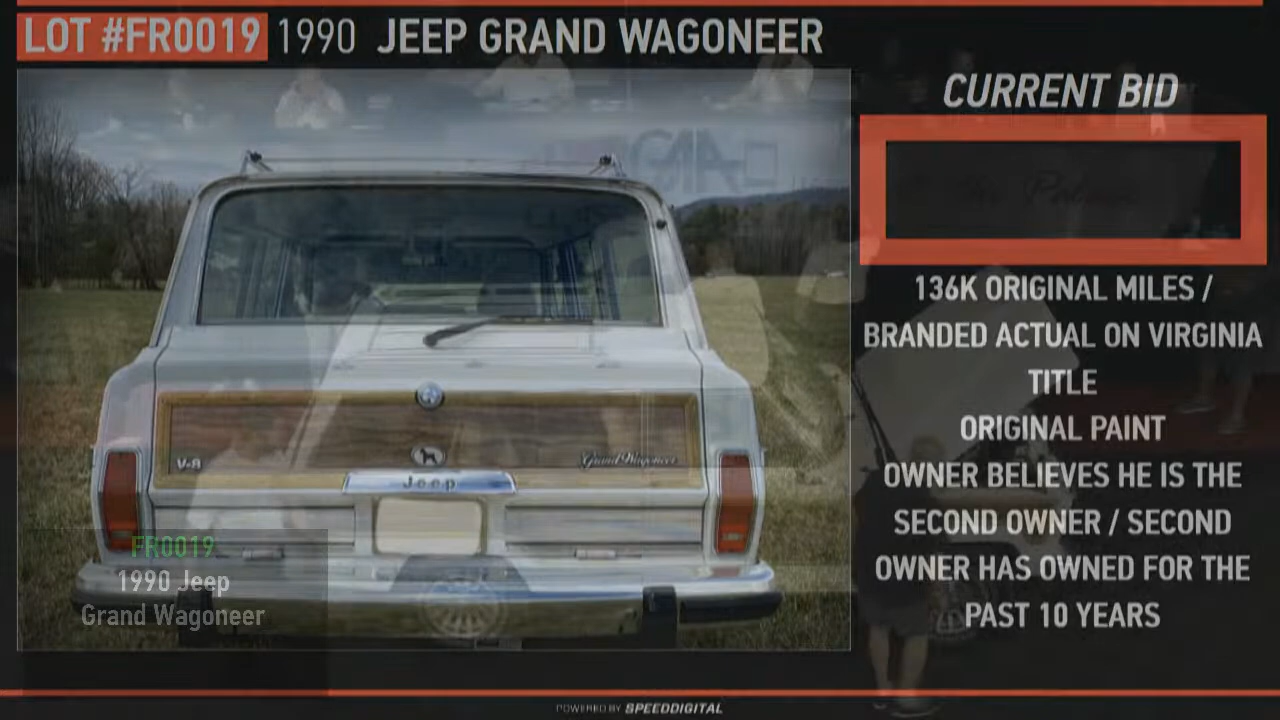 LOT #FR0019 1990 JEEP GRAND WAGONEER
CURRENT BID
136K ORIGINAL MILES /
BRANDED ACTUAL ON VIRGINIA
TITLE
ORIGINAL PAINT
OWNER BELIEVES HE IS THE
SECOND OWNER / SECOND
OWNER HAS OWNED FOR THE
PAST 10 YEARS
V-8
Grand Wagoneer
Jeep
FR0019
1990 Jeep
Grand Wagoneer
POWERED BY SPEEDDIGITAL